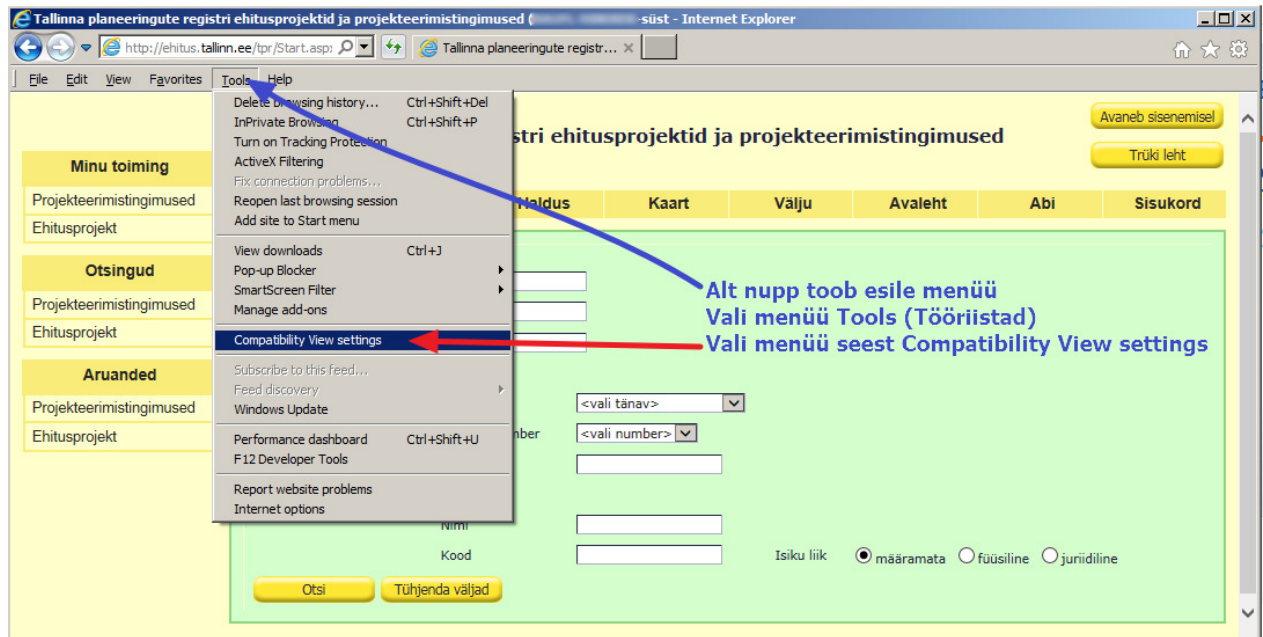 Tallinna planeeringute registri ehitusprojektid ja projekteerimistingimused ( -süst - Internet Explorer
http://ehitus.tallinn.ee/tpr/Start.asp
Tallinna planeeringute registr...
File Edit View Favorites Tools Help
Delete browsing history... Ctrl+Shift+Del
InPrivate Browsing Ctrl+Shift+P
Turn on Tracking Protection
ActiveX Filtering
Fix connection problems...
Reopen last browsing session
Add site to Start menu
View downloads Ctrl+J
Pop-up Blocker
SmartScreen Filter
Manage add-ons
Compatibility View settings
Subscribe to this feed...
Feed discovery
Windows Update
Performance dashboard Ctrl+Shift+U
F12 Developer Tools
Report website problems
Internet options
stri ehitusprojektid ja projekteerimistingimused
Avaneb sisenemisel
Trüki leht
Minu toiming
Projekteerimistingimused
Ehitusprojekt
Otsingud
Projekteerimistingimused
Ehitusprojekt
Aruanded
Projekteerimistingimused
Ehitusprojekt
Haldus Kaart Välju Avaleht Abi Sisukord
Alt nupp toob esile menüü
Vali menüü Tools (Tööriistad)
Vali menüü seest Compatibility View settings
<vali tänav>
mber <vali number>
Nimi
Kood Isiku liik määramata füüsiline juriidiline
Otsi Tühjenda väljad